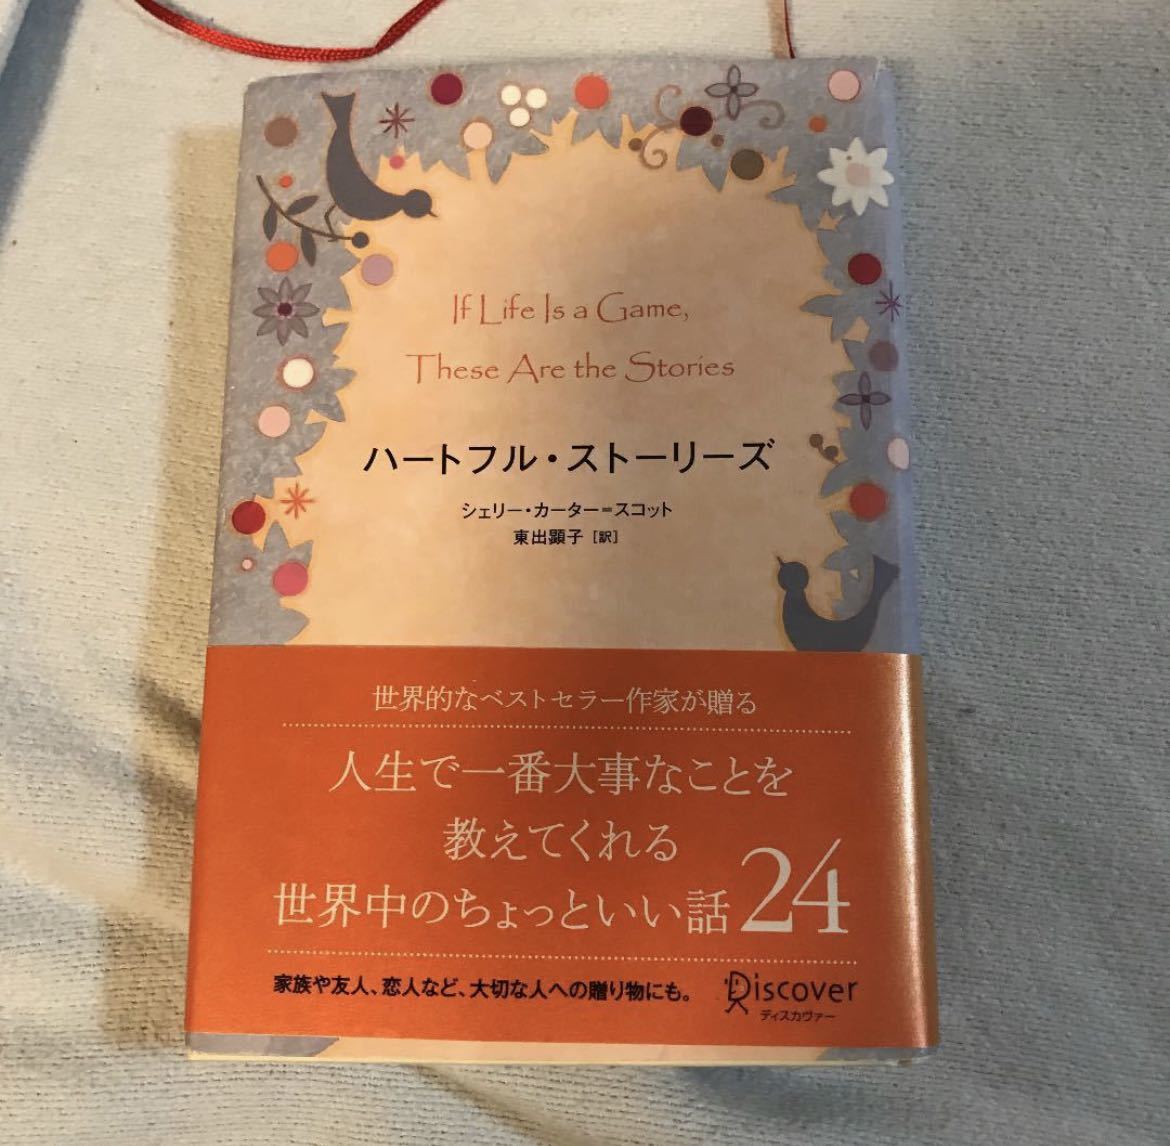 If Life Is a Game,
These Are the Stories
ハートフル・ストーリーズ
シェリー・カーター=スコット
東出顕子［訳］
世界的なベストセラー作家が贈る
人生で一番大事なことを
教えてくれる
世界中のちょっといい話24
家族や友人、恋人など、大切な人への贈り物にも。
Discover
ディスカヴァー